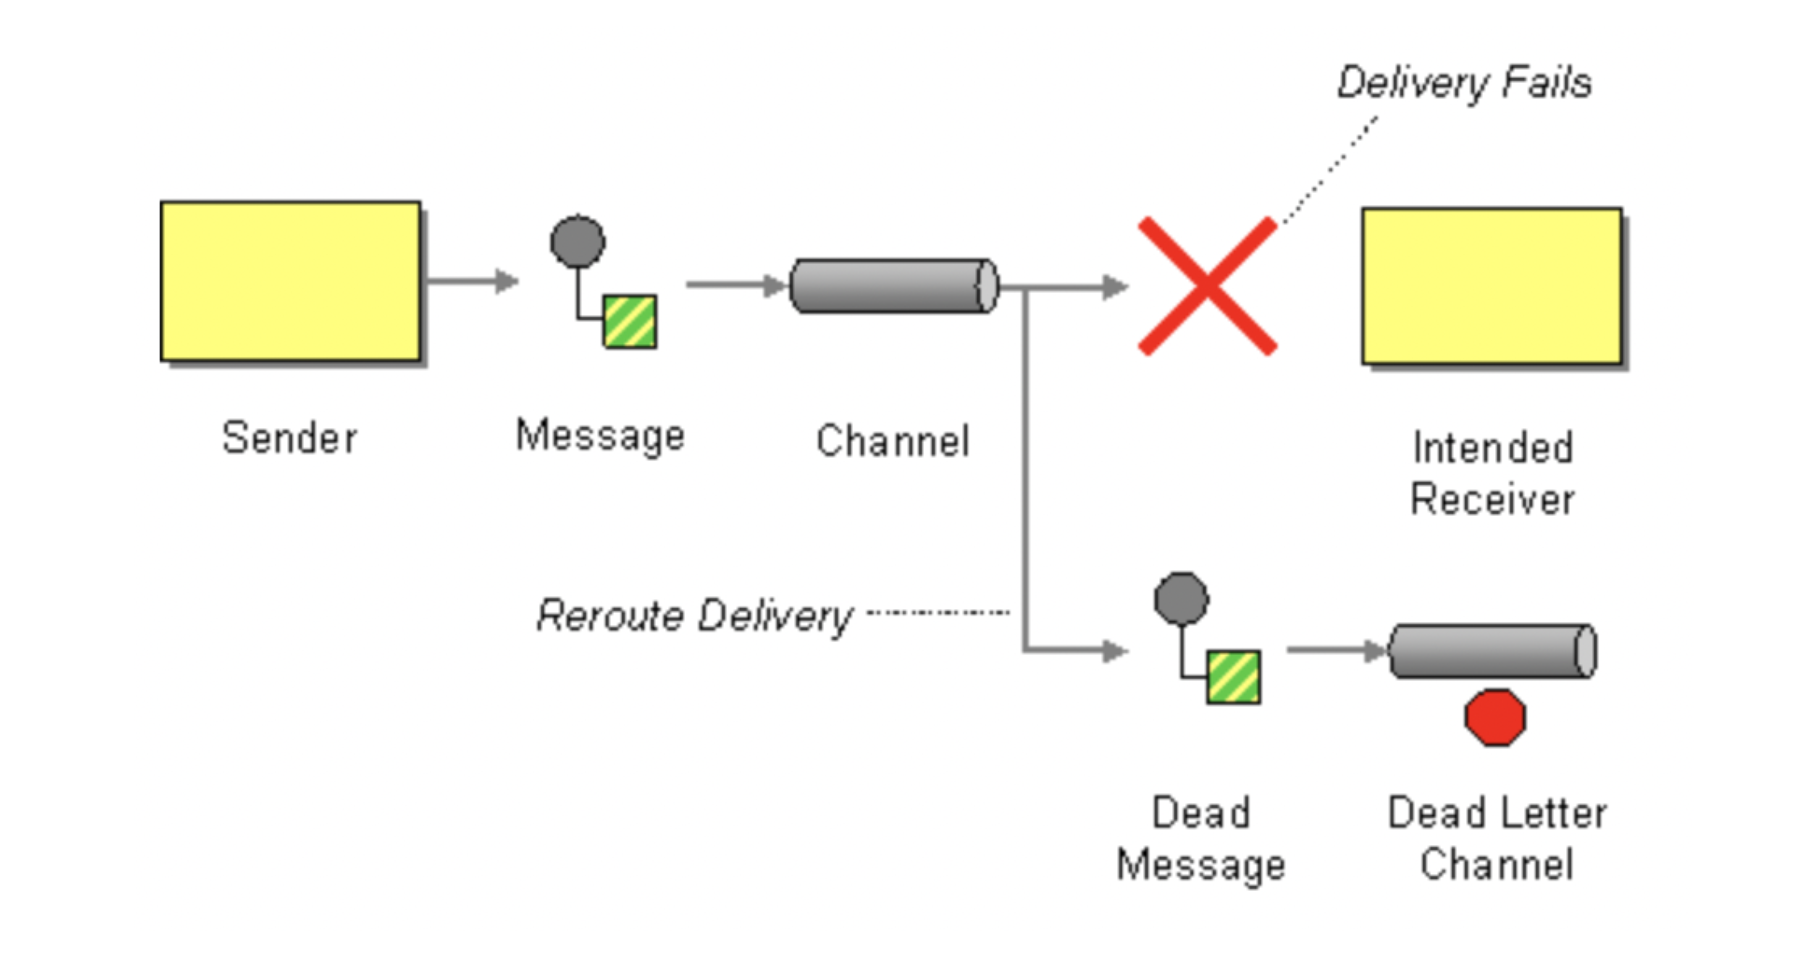 Delivery Fails
Sender
Message
Channel
Intended
Receiver
Reroute Delivery
Dead
Message
Dead Letter
Channel